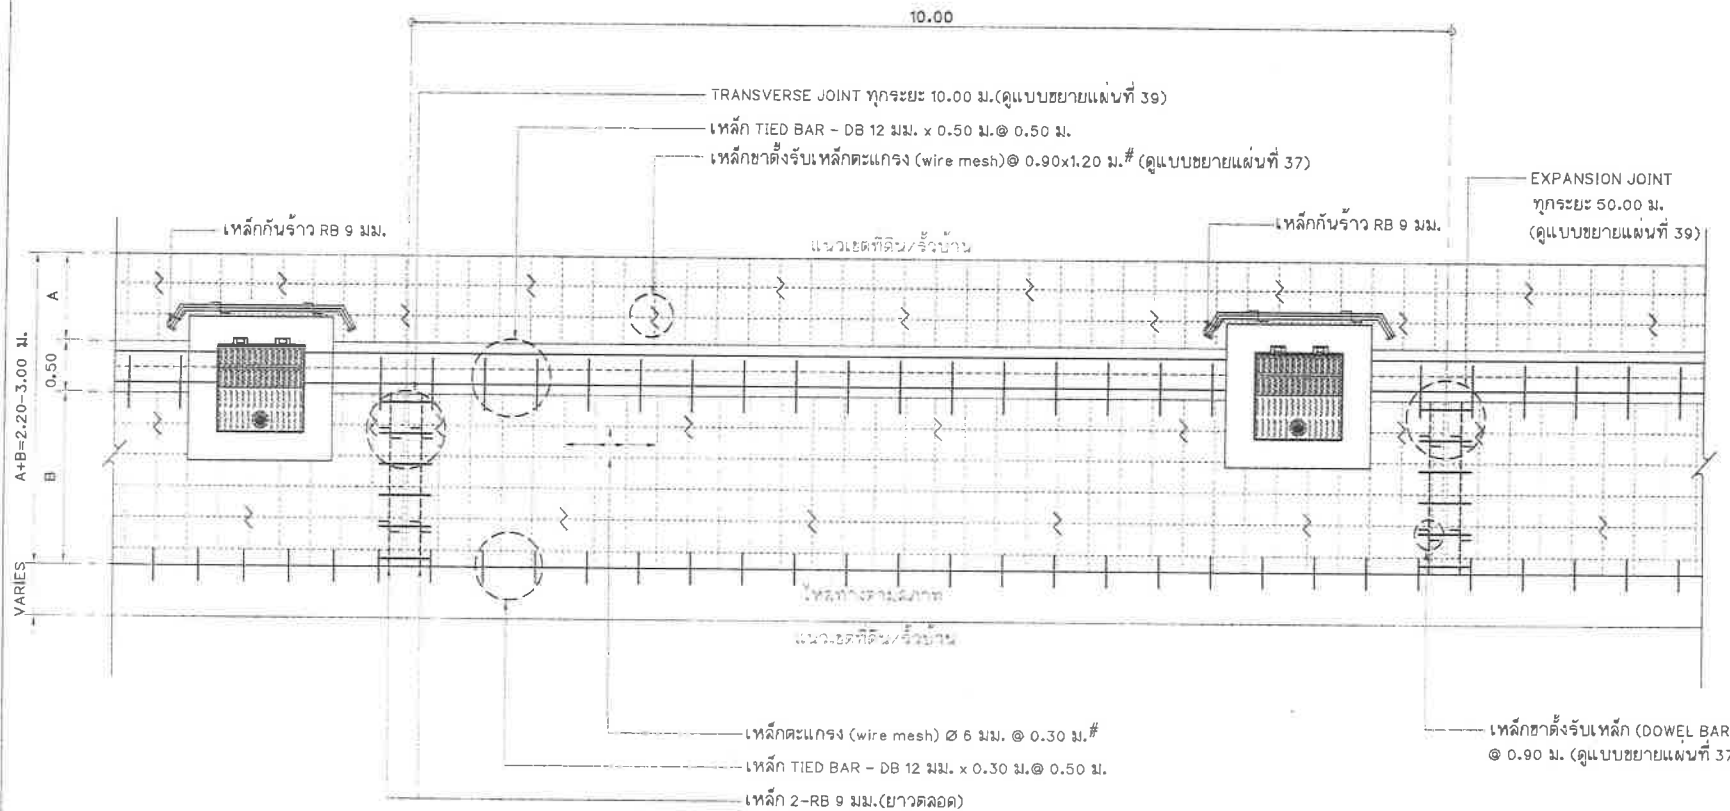 10.00
TRANSVERSE JOINT ทุกระยะ 10.00 ม.(ดูแบบขยายแผ่นที่ 39)
เหล็ก TIED BAR - DB 12 มม. x 0.50 ม.@ 0.50 ม.
เหล็กขาตั้งรับเหล็กตะแกรง (wire mesh)@ 0.90x1.20 ม.# (ดูแบบขยายแผ่นที่ 37)
EXPANSION JOINT
ทุกระยะ 50.00 ม.
(ดูแบบขยายแผ่นที่ 39)
เหล็กกันร้าว RB 9 มม.
เหล็กกันร้าว RB 9 มม.
แนวเขตที่ดิน/รั้วบ้าน
A
0.50
B
A+B=2.20-3.00 ม.
VARIES
ไหล่ทางตามสภาพ
แนวเขตที่ดิน/รั้วบ้าน
เหล็กตะแกรง (wire mesh) Ø 6 มม. @ 0.30 ม.#
เหล็ก TIED BAR - DB 12 มม. x 0.30 ม.@ 0.50 ม.
เหล็ก 2-RB 9 มม.(ยาวตลอด)
เหล็กขาตั้งรับเหล็ก (DOWEL BAR
@ 0.90 ม. (ดูแบบขยายแผ่นที่ 37